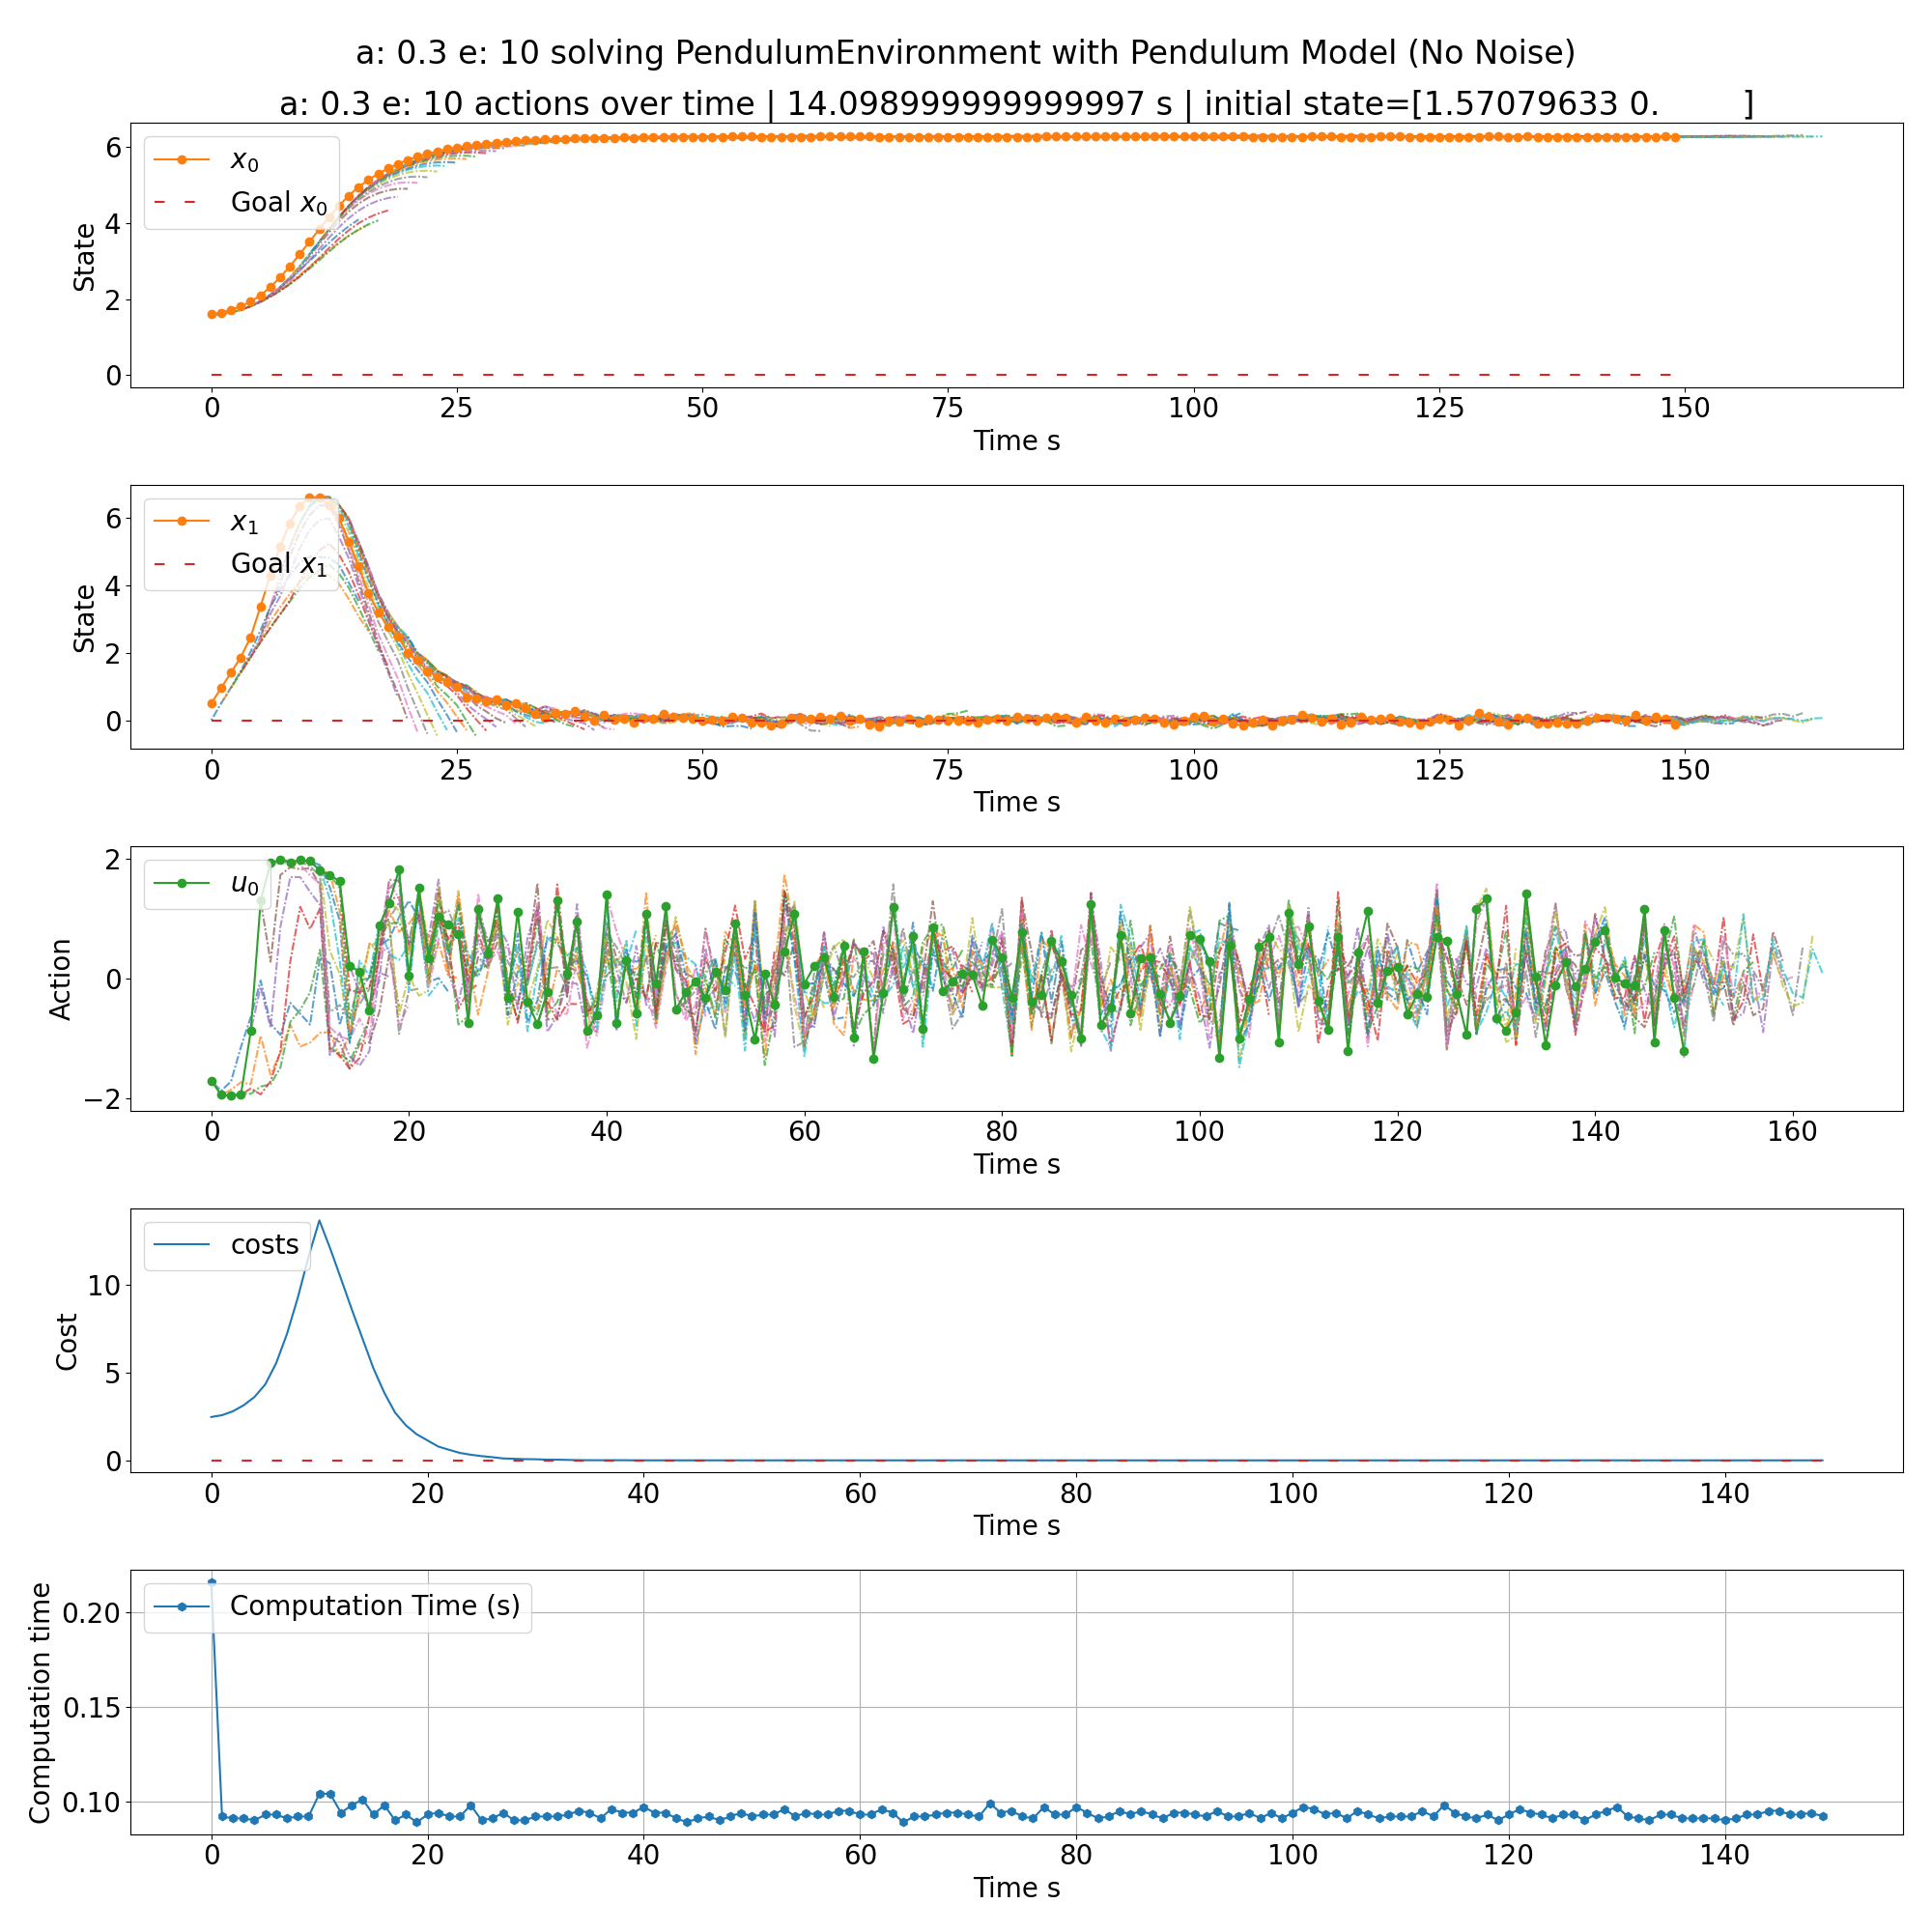 a: 0.3 e: 10 solving PendulumEnvironment with Pendulum Model (No Noise)
a: 0.3 e: 10 actions over time | 14.098999999999997 s | initial state=[1.57079633 0.         ]
x_0
Goal x_0
State
6
4
2
0
0 25 50 75 100 125 150
Time s
x_1
Goal x_1
State
6
4
2
0
0 25 50 75 100 125 150
Time s
u_0
Action
2
0
−2
0 20 40 60 80 100 120 140 160
Time s
costs
Cost
10
5
0
0 20 40 60 80 100 120 140
Time s
Computation Time (s)
Computation time
0.20
0.15
0.10
0 20 40 60 80 100 120 140
Time s